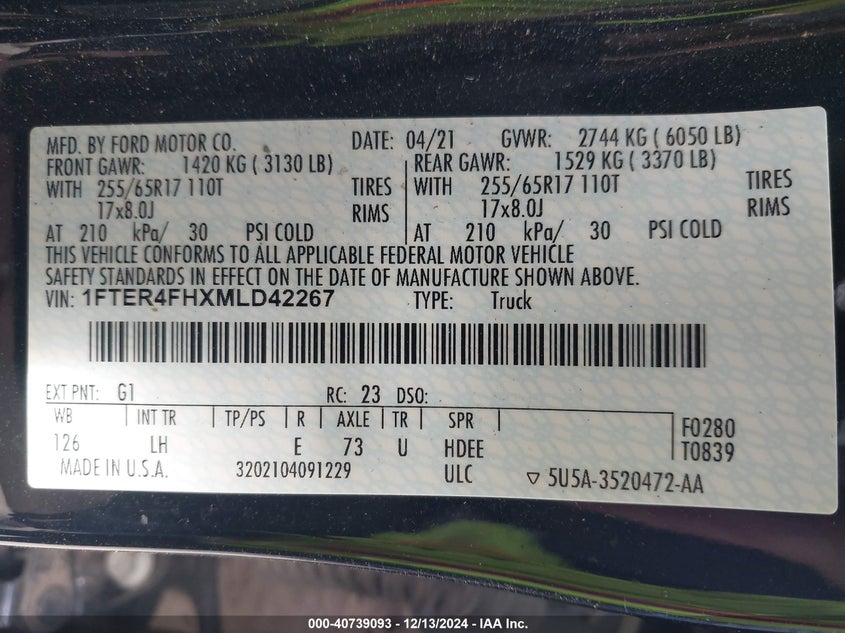 MFD. BY FORD MOTOR CO. DATE: 04/21 GVWR: 2744 KG ( 6050 LB)
FRONT GAWR: 1420 KG ( 3130 LB) REAR GAWR: 1529 KG ( 3370 LB)
WITH 255/65R17 110T TIRES WITH 255/65R17 110T TIRES
17x8.0J RIMS 17x8.0J RIMS
AT 210 kPa/ 30 PSI COLD AT 210 kPa/ 30 PSI COLD
THIS VEHICLE CONFORMS TO ALL APPLICABLE FEDERAL MOTOR VEHICLE
SAFETY STANDARDS IN EFFECT ON THE DATE OF MANUFACTURE SHOWN ABOVE.
VIN: 1FTER4FHXMLD42267 TYPE: Truck
EXT PNT: G1 RC: 23 DSO:
WB INT TR TP/PS R AXLE TR SPR F0280
126 LH E 73 U HDEE T0839
MADE IN U.S.A. 3202104091229 ULC ▽ 5U5A-3520472-AA
000-40739093 - 12/13/2024 - IAA Inc.